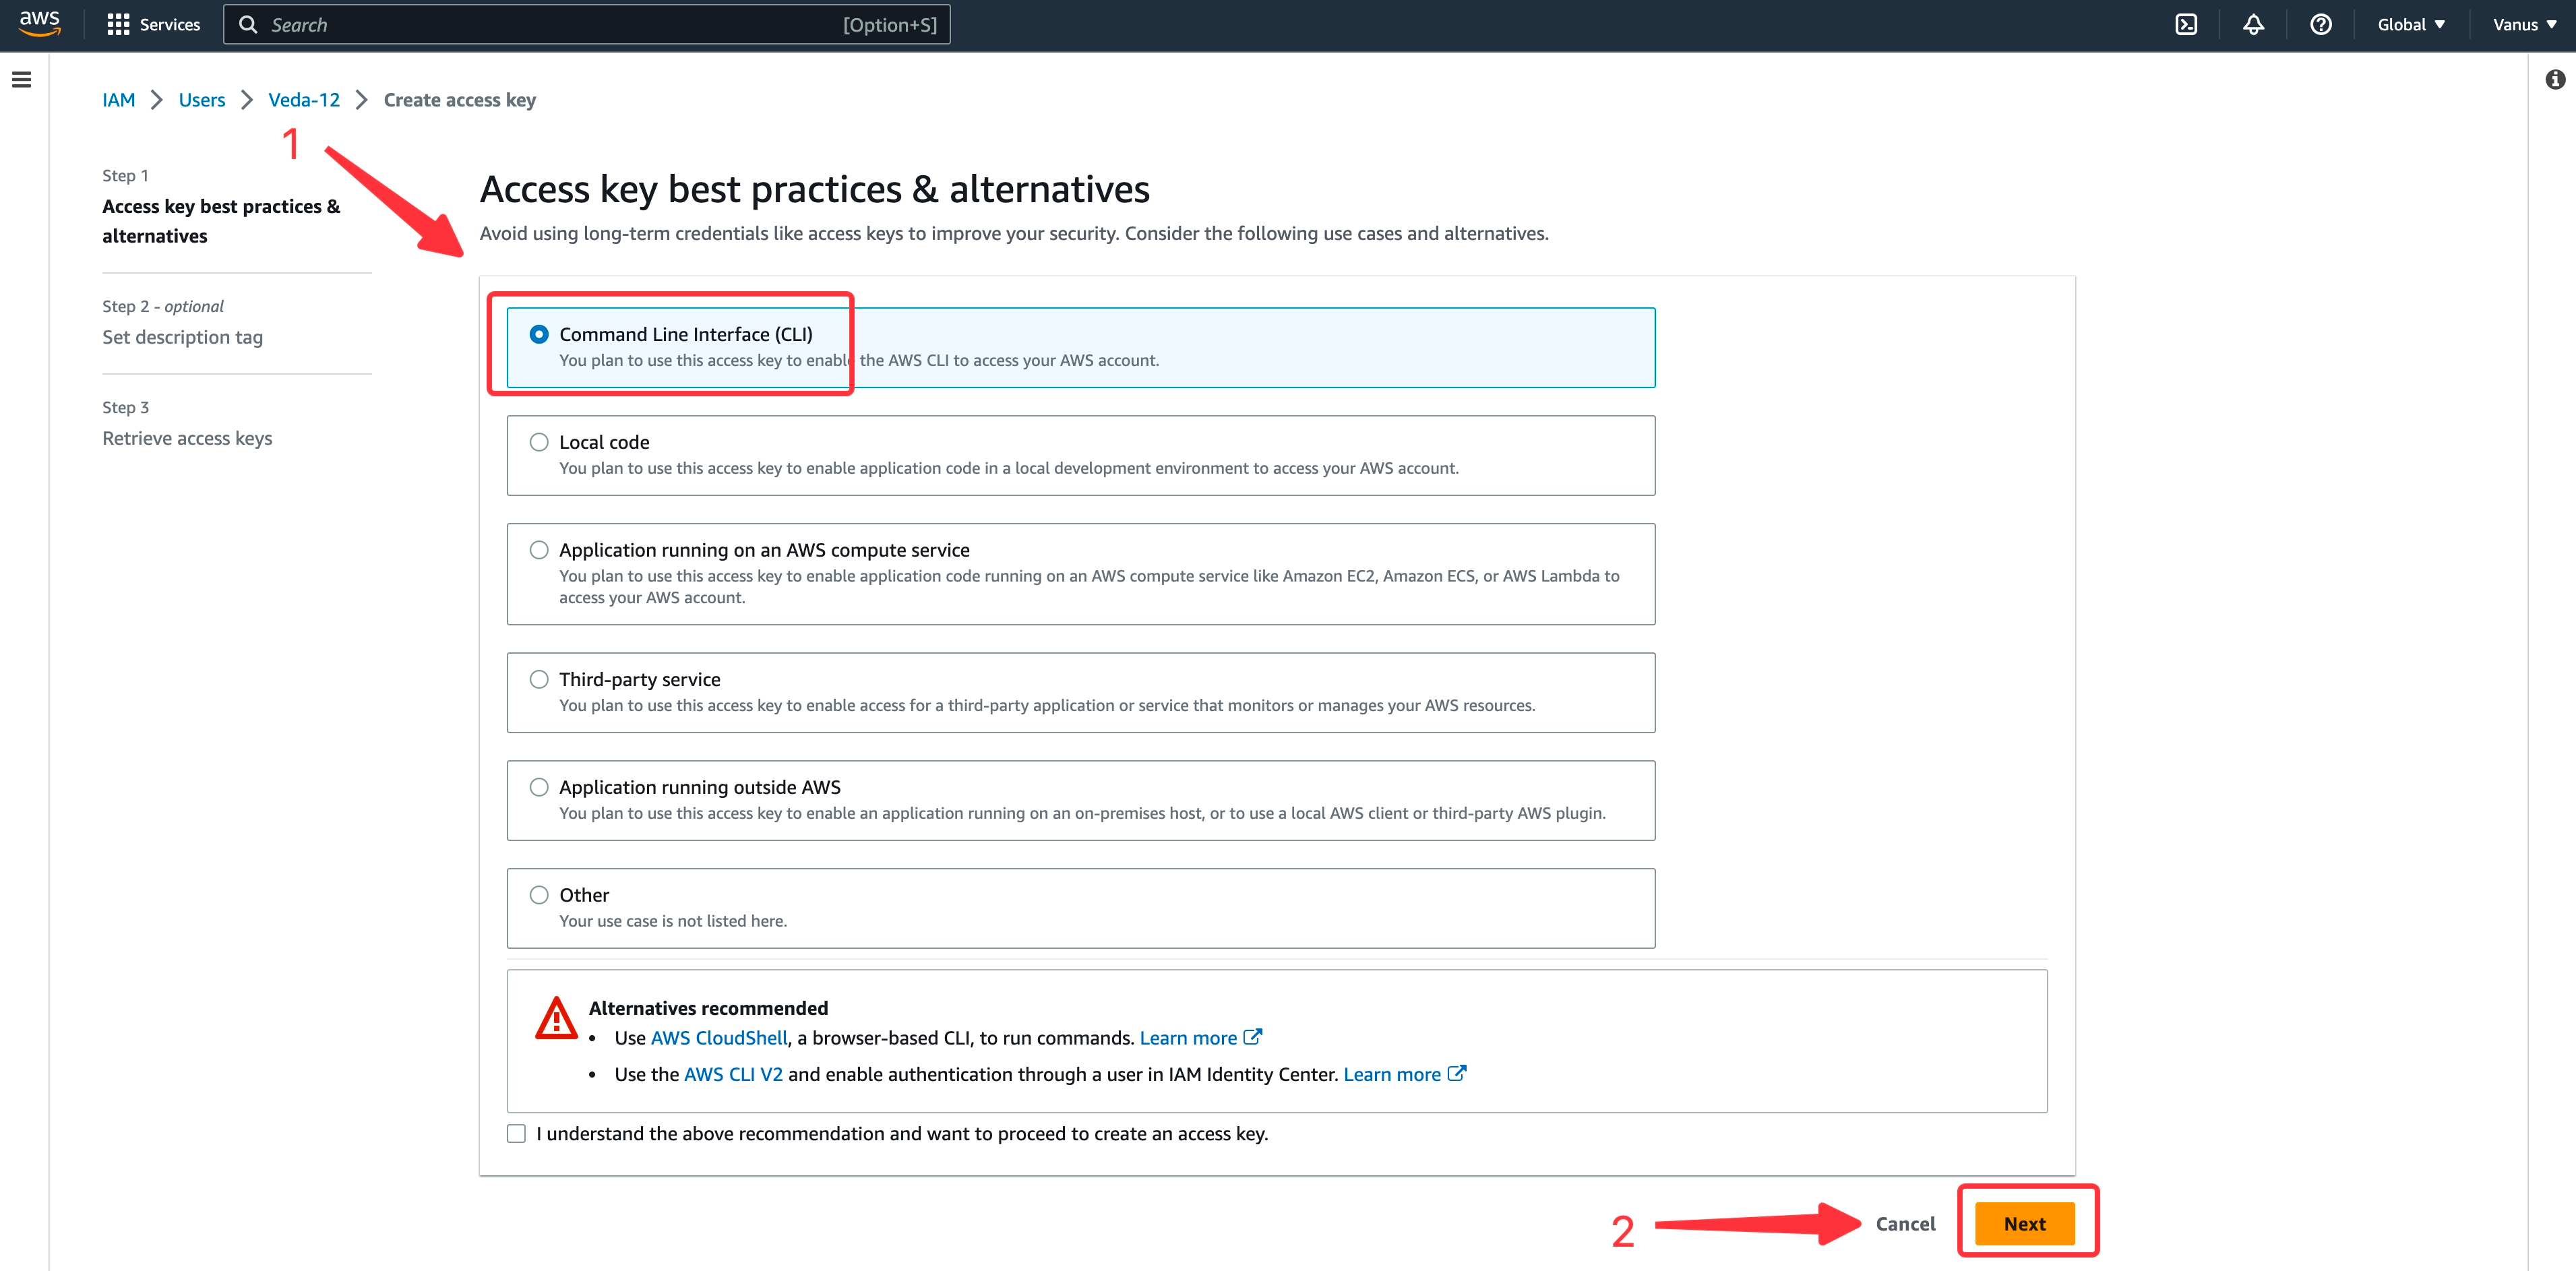 aws
Services
Search
[Option+S]
Global
Vanus
IAM
Users
Veda-12
Create access key
1
Step 1
Access key best practices &
alternatives
Step 2 - optional
Set description tag
Step 3
Retrieve access keys
Access key best practices & alternatives
Avoid using long-term credentials like access keys to improve your security. Consider the following use cases and alternatives.
Command Line Interface (CLI)
You plan to use this access key to enable the AWS CLI to access your AWS account.
Local code
You plan to use this access key to enable application code in a local development environment to access your AWS account.
Application running on an AWS compute service
You plan to use this access key to enable application code running on an AWS compute service like Amazon EC2, Amazon ECS, or AWS Lambda to
access your AWS account.
Third-party service
You plan to use this access key to enable access for a third-party application or service that monitors or manages your AWS resources.
Application running outside AWS
You plan to use this access key to enable an application running on an on-premises host, or to use a local AWS client or third-party AWS plugin.
Other
Your use case is not listed here.
Alternatives recommended
• Use AWS CloudShell, a browser-based CLI, to run commands. Learn more
• Use the AWS CLI V2 and enable authentication through a user in IAM Identity Center. Learn more
I understand the above recommendation and want to proceed to create an access key.
2
Cancel
Next